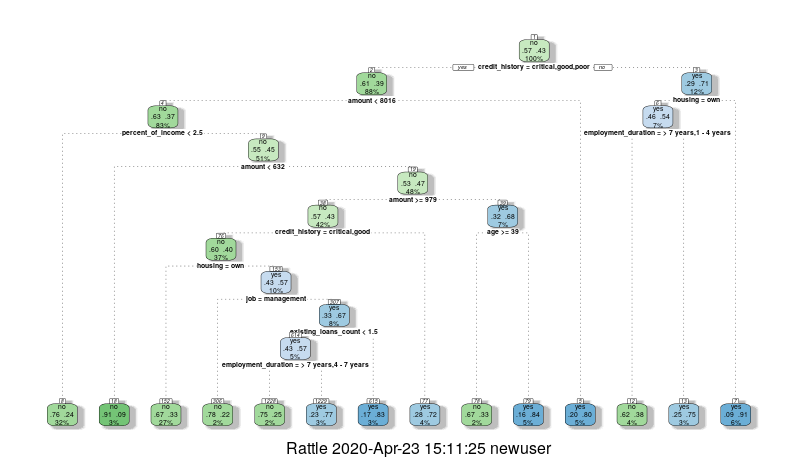 1
no
.57 .43
100%
yes credit_history = critical,good,poor no
2
no
.61 .39
88%
amount < 8016
3
yes
.29 .71
12%
housing = own
4
no
.63 .37
83%
percent_of_income < 2.5
6
yes
.46 .54
7%
employment_duration = > 7 years,1 - 4 years
9
no
.55 .45
51%
amount < 632
19
no
.53 .47
48%
amount >= 979
38
no
.57 .43
42%
credit_history = critical,good
39
yes
.32 .68
7%
age >= 39
76
no
.60 .40
37%
housing = own
153
yes
.43 .57
10%
job = management
307
yes
.33 .67
8%
existing_loans_count < 1.5
614
yes
.43 .57
5%
employment_duration = > 7 years,4 - 7 years
8
no
.76 .24
32%
18
no
.91 .09
3%
152
no
.67 .33
27%
306
no
.78 .22
2%
1228
no
.75 .25
2%
1229
yes
.23 .77
3%
615
yes
.17 .83
3%
77
yes
.28 .72
4%
78
no
.67 .33
2%
79
yes
.16 .84
5%
5
yes
.20 .80
5%
12
no
.62 .38
4%
13
yes
.25 .75
3%
7
yes
.09 .91
6%
Rattle 2020-Apr-23 15:11:25 newuser